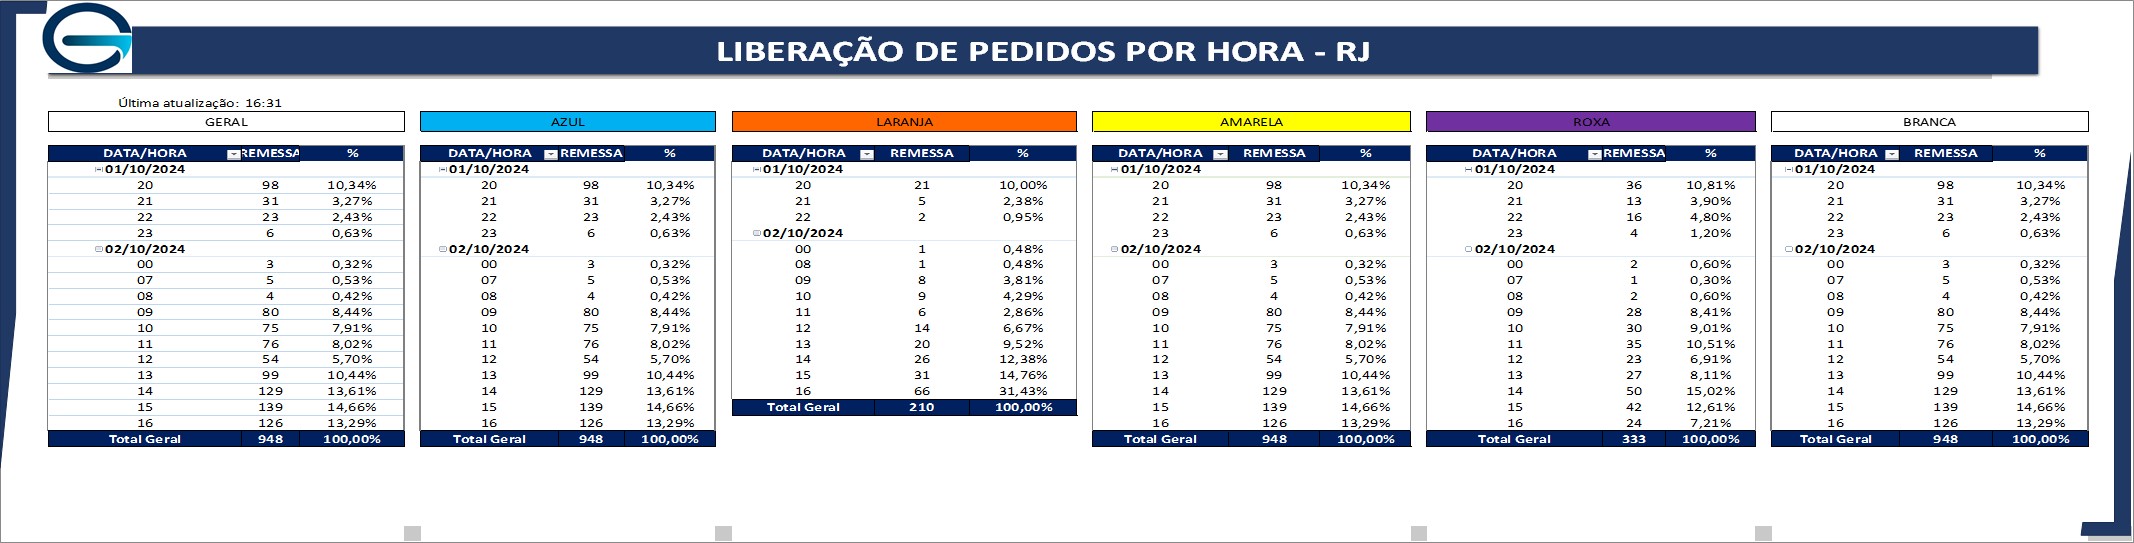 LIBERAÇÃO DE PEDIDOS POR HORA - RJ
Última atualização: 16:31
GERAL AZUL LARANJA AMARELA ROXA BRANCA
DATA/HORA REMESSA % DATA/HORA REMESSA % DATA/HORA REMESSA % DATA/HORA REMESSA % DATA/HORA REMESSA % DATA/HORA REMESSA %
01/10/2024 01/10/2024 01/10/2024 01/10/2024 01/10/2024 01/10/2024
20 98 10,34% 20 98 10,34% 20 21 10,00% 20 98 10,34% 20 36 10,81% 20 98 10,34%
21 31 3,27% 21 31 3,27% 21 5 2,38% 21 31 3,27% 21 13 3,90% 21 31 3,27%
22 23 2,43% 22 23 2,43% 22 2 0,95% 22 23 2,43% 22 16 4,80% 22 23 2,43%
23 6 0,63% 23 6 0,63% 02/10/2024 23 6 0,63% 23 4 1,20% 23 6 0,63%
02/10/2024 02/10/2024 00 1 0,48% 02/10/2024 02/10/2024 02/10/2024
00 3 0,32% 00 3 0,32% 08 1 0,48% 00 3 0,32% 00 2 0,60% 00 3 0,32%
07 5 0,53% 07 5 0,53% 09 8 3,81% 07 5 0,53% 07 1 0,30% 07 5 0,53%
08 4 0,42% 08 4 0,42% 10 9 4,29% 08 4 0,42% 08 2 0,60% 08 4 0,42%
09 80 8,44% 09 80 8,44% 11 6 2,86% 09 80 8,44% 09 28 8,41% 09 80 8,44%
10 75 7,91% 10 75 7,91% 12 14 6,67% 10 75 7,91% 10 30 9,01% 10 75 7,91%
11 76 8,02% 11 76 8,02% 13 20 9,52% 11 76 8,02% 11 35 10,51% 11 76 8,02%
12 54 5,70% 12 54 5,70% 14 26 12,38% 12 54 5,70% 12 23 6,91% 12 54 5,70%
13 99 10,44% 13 99 10,44% 15 31 14,76% 13 99 10,44% 13 27 8,11% 13 99 10,44%
14 129 13,61% 14 129 13,61% 16 66 31,43% 14 129 13,61% 14 50 15,02% 14 129 13,61%
15 139 14,66% 15 139 14,66% Total Geral 210 100,00% 15 139 14,66% 15 42 12,61% 15 139 14,66%
16 126 13,29% 16 126 13,29% 16 126 13,29% 16 24 7,21% 16 126 13,29%
Total Geral 948 100,00% Total Geral 948 100,00% Total Geral 948 100,00% Total Geral 333 100,00% Total Geral 948 100,00%